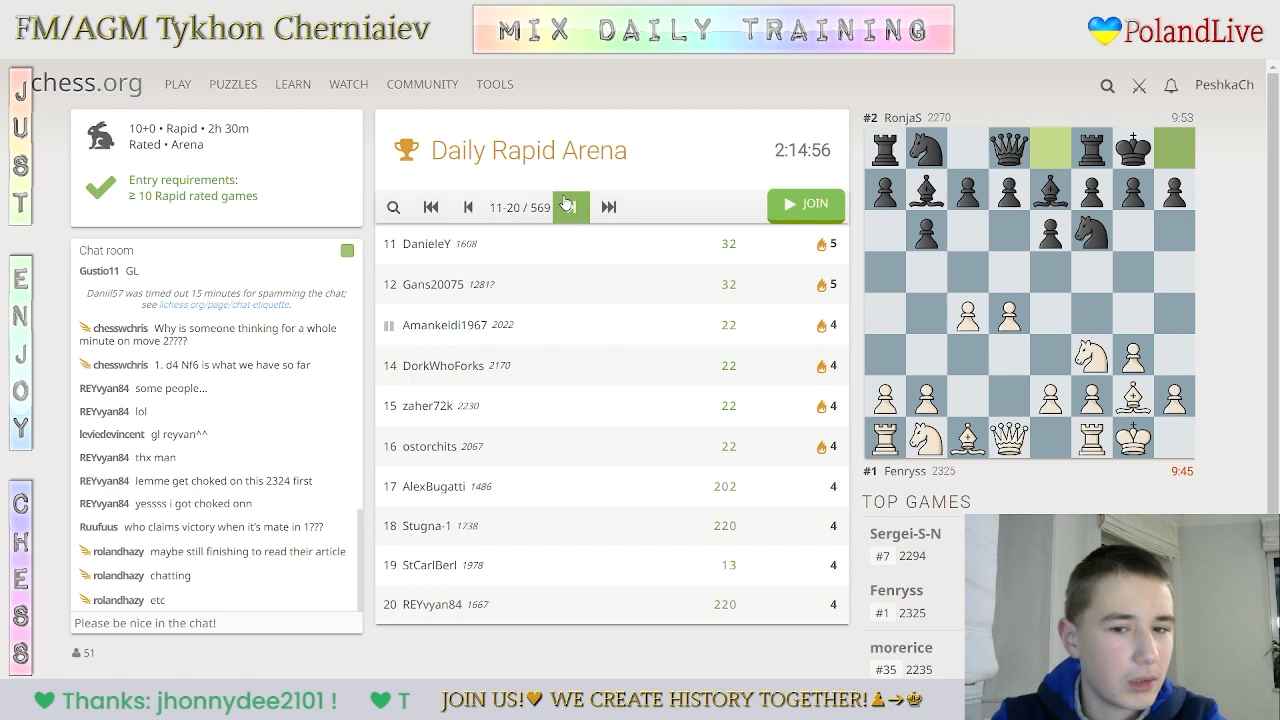 FM/AGM Tykhon Cherniaiev
MIX DAILY TRAINING
PolandLive
JUST
ENJOY
CHESS
chess.org
PLAY PUZZLES LEARN WATCH COMMUNITY TOOLS
PeshkaCh
10+0 • Rapid • 2h 30m
Rated • Arena
Entry requirements:
≥ 10 Rapid rated games
Chat room
Gustio11 GL
Daniil57 was timed out 15 minutes for spamming the chat;
see lichess.org/page/chat-etiquette.
chesswchris Why is someone thinking for a whole
minute on move 2????
chesswchris 1. d4 Nf6 is what we have so far
REYvyan84 some people...
REYvyan84 lol
leviedevincent gl reyvan^^
REYvyan84 thx man
REYvyan84 lemme get choked on this 2324 first
REYvyan84 yessss i got choked onn
Ruufuus who claims victory when it's mate in 1???
rolandhazy maybe still finishing to read their article
rolandhazy chatting
rolandhazy etc
Please be nice in the chat!
51
Daily Rapid Arena 2:14:56
11-20 / 569
JOIN
11 DanieleY 1608 32 5
12 Gans20075 1281? 32 5
Amankeldi1967 2022 22 4
14 DorkWhoForks 2170 22 4
15 zaher72k 2230 22 4
16 ostorchits 2067 22 4
17 AlexBugatti 1486 202 4
18 Stugna-1 1738 220 4
19 StCarlBerl 1978 13 4
20 REYvyan84 1667 220 4
#2 RonjaS 2270 9:53
#1 Fenryss 2325 9:45
TOP GAMES
Sergei-S-N
#7 2294
Fenryss
#1 2325
morerice
#35 2235
Thanks: jhonnydee2101 ! T
JOIN US! WE CREATE HISTORY TOGETHER!